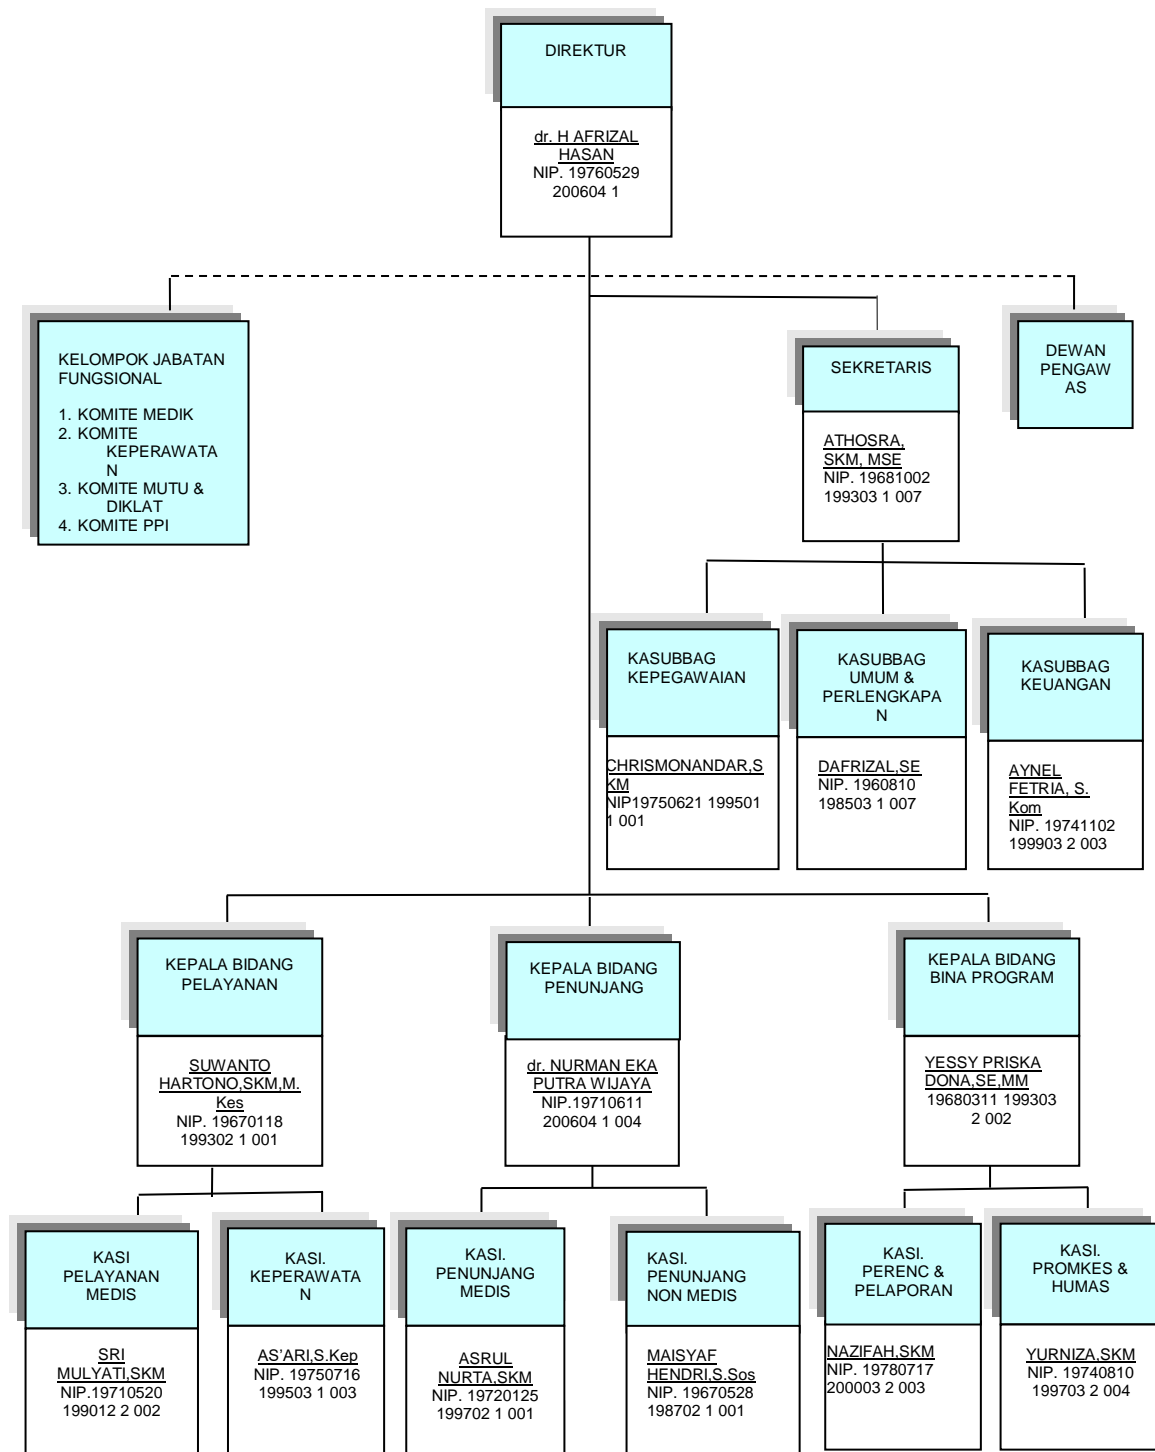 DIREKTUR
dr. H AFRIZAL
HASAN
NIP. 19760529
200604 1
KELOMPOK JABATAN
FUNGSIONAL
1. KOMITE MEDIK
2. KOMITE
KEPERAWATA
N
3. KOMITE MUTU &
DIKLAT
4. KOMITE PPI
SEKRETARIS
ATHOSRA,
SKM, MSE
NIP. 19681002
199303 1 007
DEWAN
PENGAW
AS
KASUBBAG
KEPEGAWAIAN
CHRISMONANDAR,S
KM
NIP19750621 199501
1 001
KASUBBAG
UMUM &
PERLENGKAPA
N
DAFRIZAL,SE
NIP. 1960810
198503 1 007
KASUBBAG
KEUANGAN
AYNEL
FETRIA, S.
Kom
NIP. 19741102
199903 2 003
KEPALA BIDANG
PELAYANAN
SUWANTO
HARTONO,SKM,M.
Kes
NIP. 19670118
199302 1 001
KEPALA BIDANG
PENUNJANG
dr. NURMAN EKA
PUTRA WIJAYA
NIP.19710611
200604 1 004
KEPALA BIDANG
BINA PROGRAM
YESSY PRISKA
DONA,SE,MM
19680311 199303
2 002
KASI
PELAYANAN
MEDIS
SRI
MULYATI,SKM
NIP.19710520
199012 2 002
KASI.
KEPERAWATA
N
AS’ARI,S.Kep
NIP. 19750716
199503 1 003
KASI.
PENUNJANG
MEDIS
ASRUL
NURTA,SKM
NIP. 19720125
199702 1 001
KASI.
PENUNJANG
NON MEDIS
MAISYAF
HENDRI,S.Sos
NIP. 19670528
198702 1 001
KASI.
PERENC &
PELAPORAN
NAZIFAH,SKM
NIP. 19780717
200003 2 003
KASI.
PROMKES &
HUMAS
YURNIZA,SKM
NIP. 19740810
199703 2 004